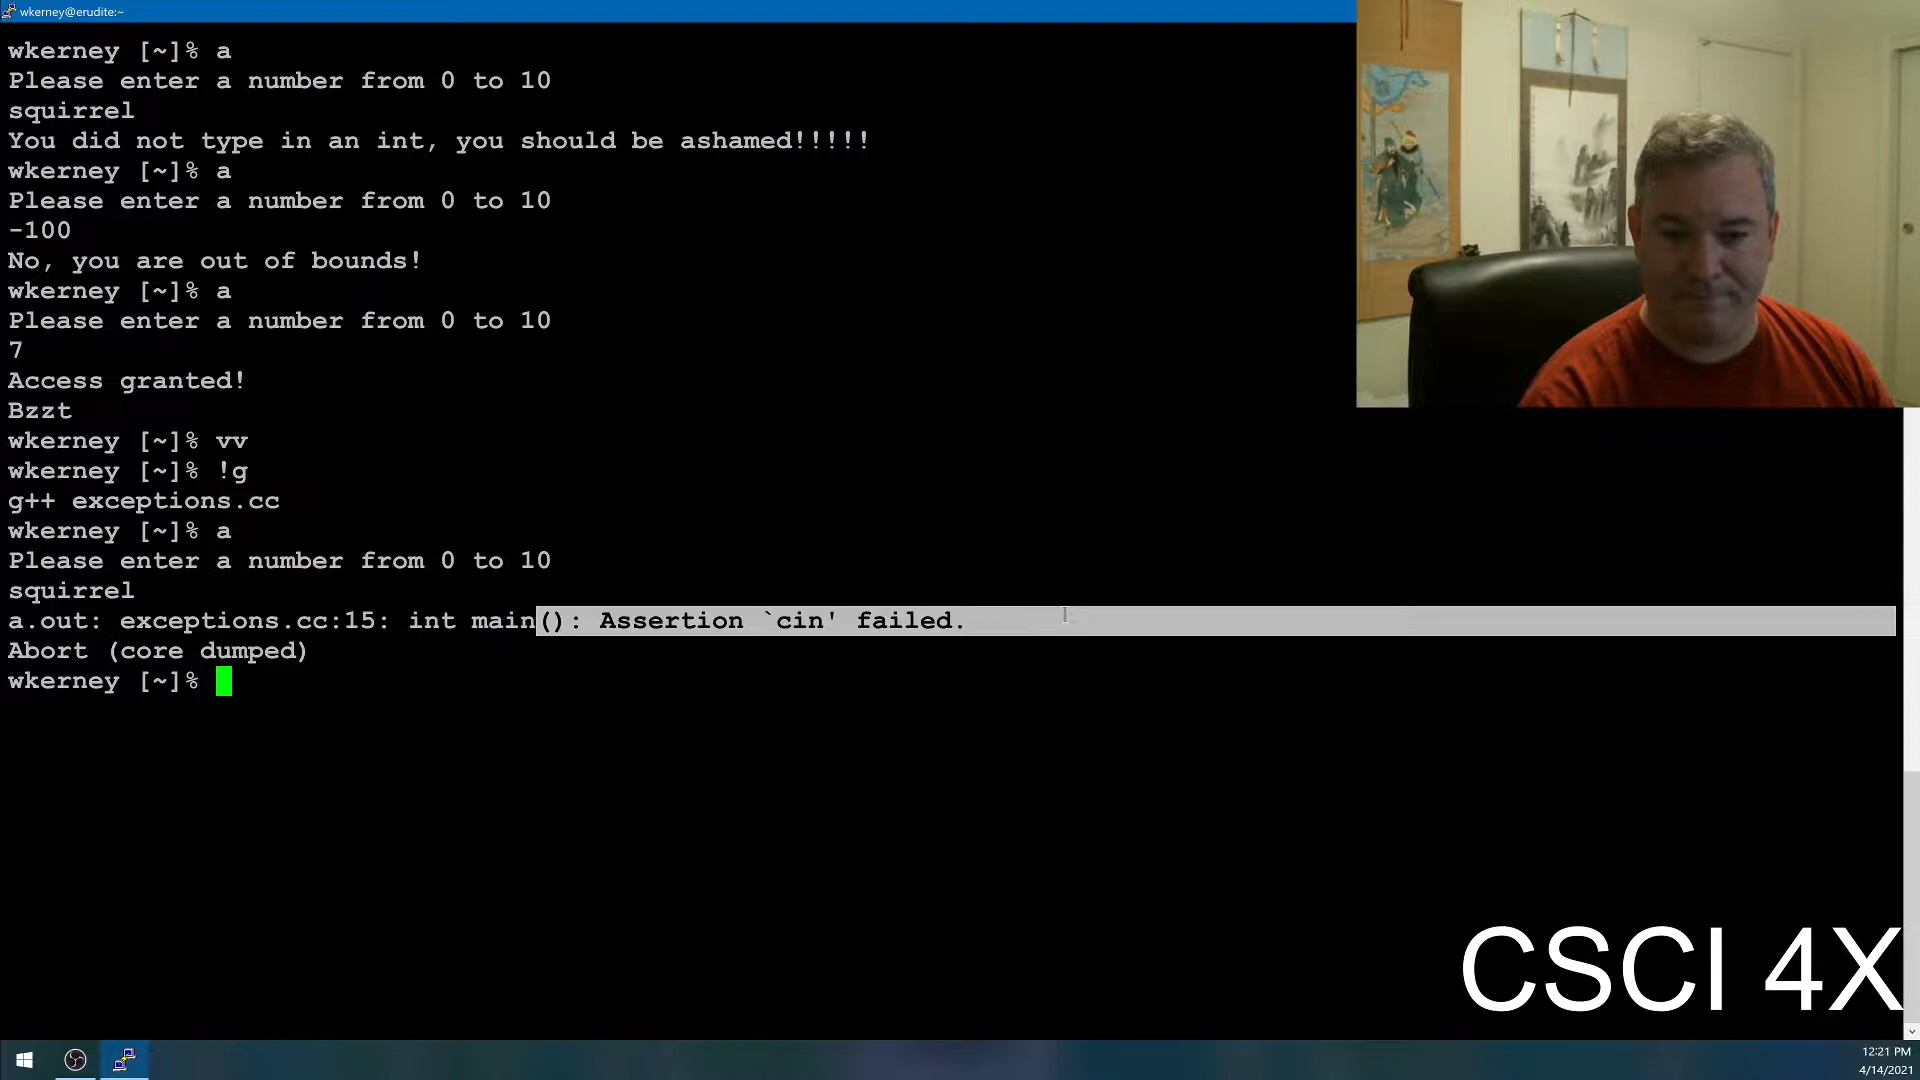 wkerney@erudite:~
wkerney [~]% a
Please enter a number from 0 to 10
squirrel
You did not type in an int, you should be ashamed!!!!!
wkerney [~]% a
Please enter a number from 0 to 10
-100
No, you are out of bounds!
wkerney [~]% a
Please enter a number from 0 to 10
7
Access granted!
Bzzt
wkerney [~]% vv
wkerney [~]% !g
g++ exceptions.cc
wkerney [~]% a
Please enter a number from 0 to 10
squirrel
a.out: exceptions.cc:15: int main(): Assertion `cin' failed.
Abort (core dumped)
wkerney [~]%
CSCI 4X
12:21 PM
4/14/2021